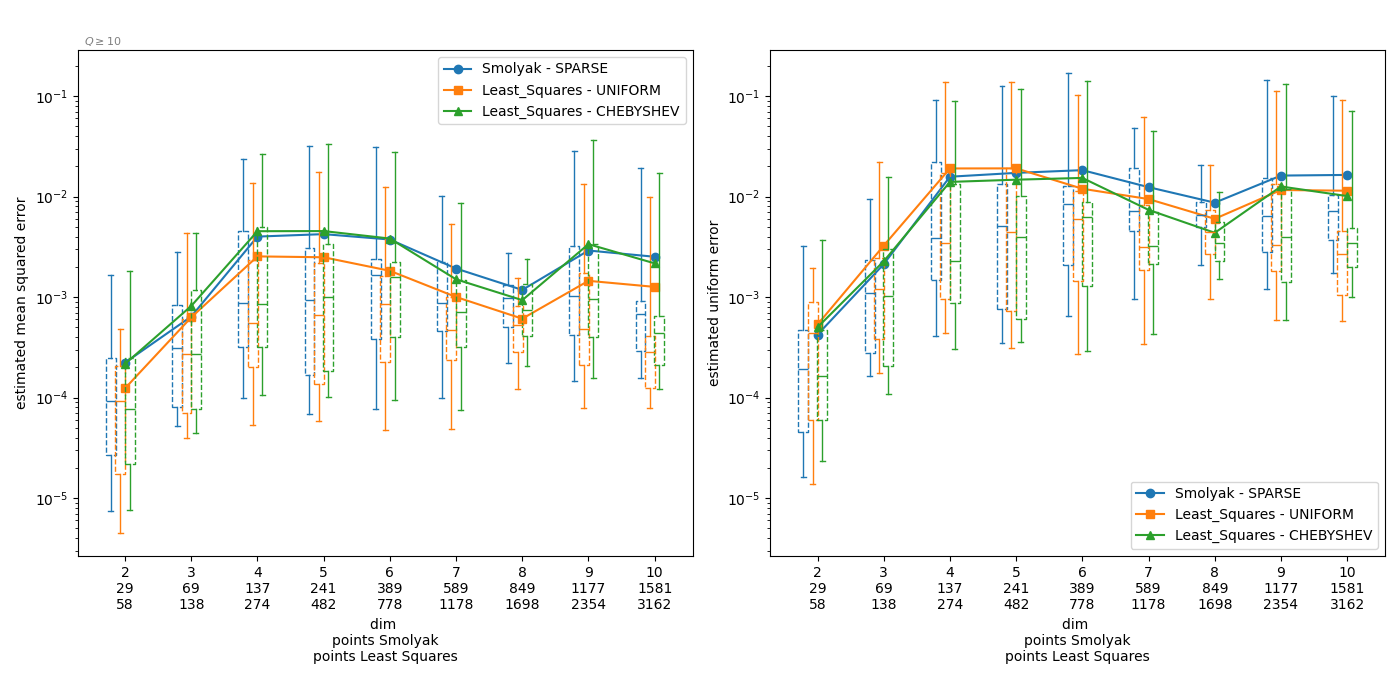 Q ≥ 10
Smolyak - SPARSE
Least_Squares - UNIFORM
Least_Squares - CHEBYSHEV
estimated mean squared error
10⁻¹
10⁻²
10⁻³
10⁻⁴
10⁻⁵
2 3 4 5 6 7 8 9 10
29 69 137 241 389 589 849 1177 1581
58 138 274 482 778 1178 1698 2354 3162
dim
points Smolyak
points Least Squares
estimated uniform error
10⁻¹
10⁻²
10⁻³
10⁻⁴
10⁻⁵
Smolyak - SPARSE
Least_Squares - UNIFORM
Least_Squares - CHEBYSHEV
2 3 4 5 6 7 8 9 10
29 69 137 241 389 589 849 1177 1581
58 138 274 482 778 1178 1698 2354 3162
dim
points Smolyak
points Least Squares